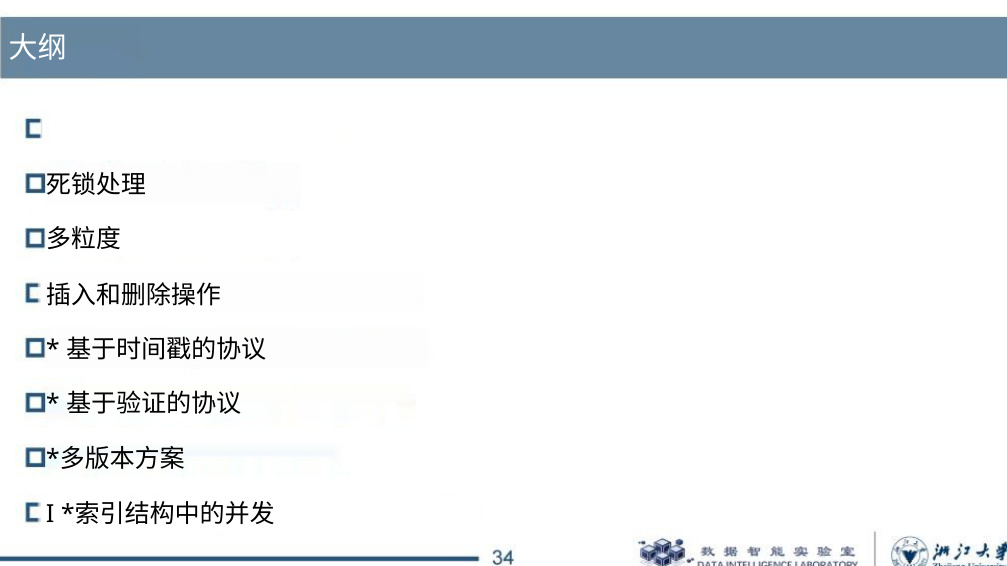 大纲
死锁处理
多粒度
插入和删除操作
* 基于时间戳的协议
* 基于验证的协议
*多版本方案
I *索引结构中的并发
34
数据智能实验室
DATA INTELLIGENCE LABORATORY
浙江大学